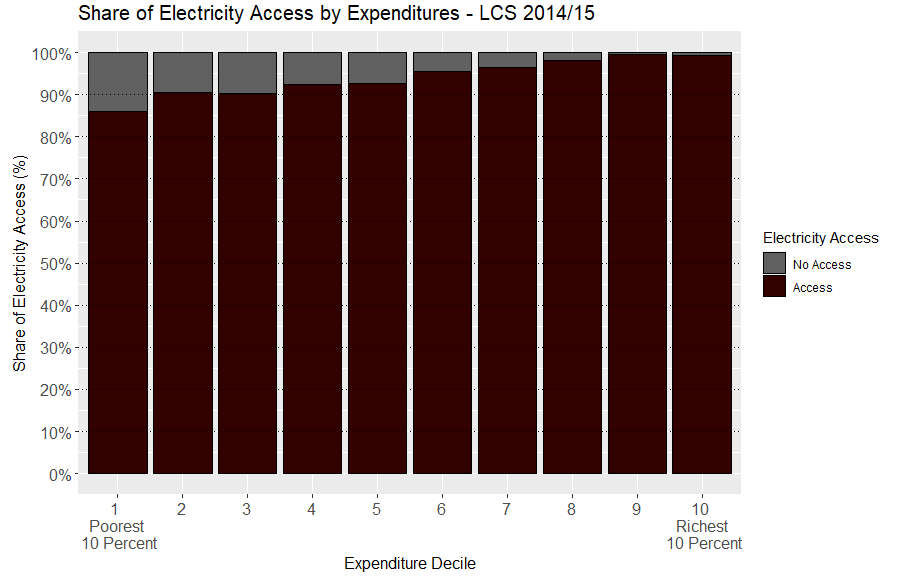 Share of Electricity Access by Expenditures - LCS 2014/15
Share of Electricity Access (%)
100%
90%
80%
70%
60%
50%
40%
30%
20%
10%
0%
1 2 3 4 5 6 7 8 9 10
Poorest Richest
10 Percent 10 Percent
Expenditure Decile
Electricity Access
No Access
Access